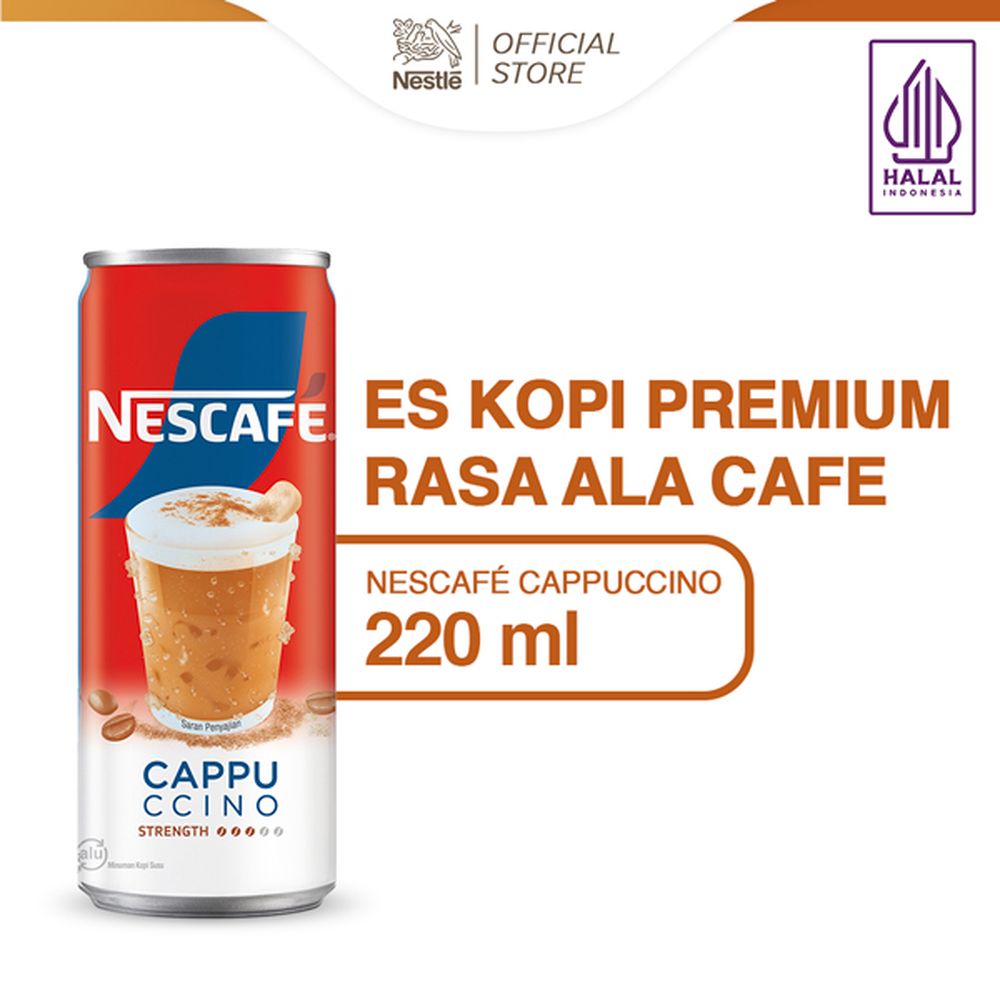 Nestlē
OFFICIAL
STORE
HALAL
INDONESIA
NESCAFÉ
ES KOPI PREMIUM
RASA ALA CAFE
NESCAFÉ CAPPUCCINO
220 ml
Saran Penyajian
CAPPU
CCINO
STRENGTH
alu
Minuman Kopi Susu